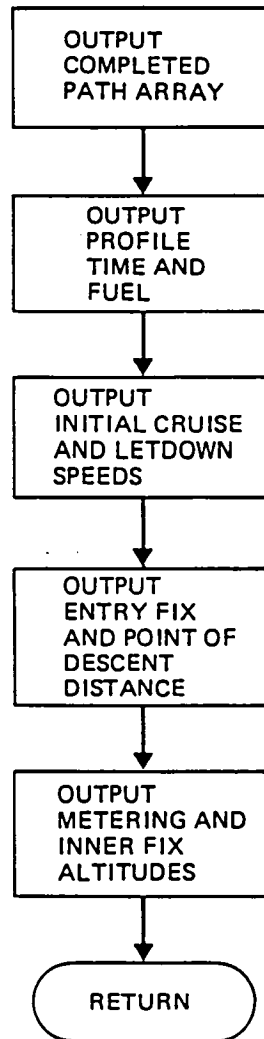 OUTPUT
COMPLETED
PATH ARRAY
OUTPUT
PROFILE
TIME AND
FUEL
OUTPUT
INITIAL CRUISE
AND LETDOWN
SPEEDS
OUTPUT
ENTRY FIX
AND POINT OF
DESCENT
DISTANCE
OUTPUT
METERING AND
INNER FIX
ALTITUDES
RETURN